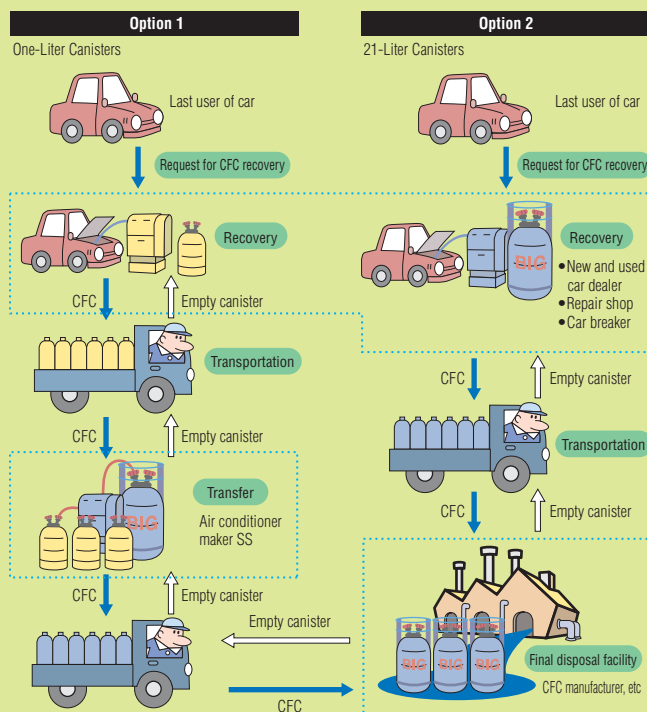 Option 1
One-Liter Canisters
Last user of car
Request for CFC recovery
Recovery
CFC
Empty canister
Transportation
CFC
Empty canister
BIG
Transfer
Air conditioner
maker SS
CFC
Empty canister
Empty canister
CFC
Option 2
21-Liter Canisters
Last user of car
Request for CFC recovery
BIG
Recovery
•New and used
car dealer
•Repair shop
•Car breaker
CFC
Empty canister
Transportation
CFC
Empty canister
BIG
BIG
BIG
Final disposal facility
CFC manufacturer, etc